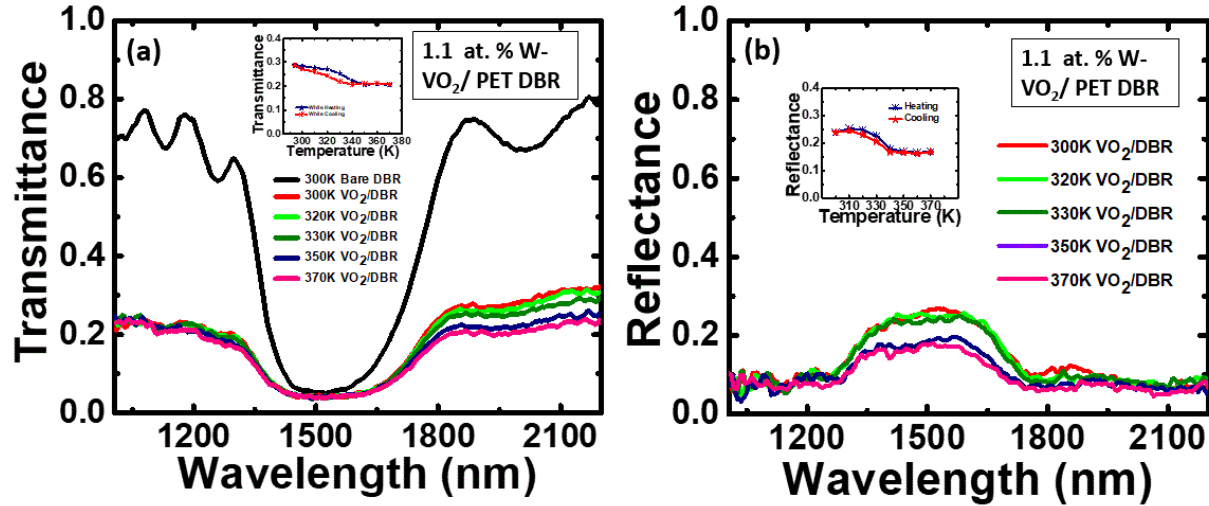 (a)
1.1 at. % W-
VO2/ PET DBR
Transmittance
1.0
0.8
0.6
0.4
0.2
0.0
1200
1500
1800
2100
Wavelength (nm)
Transmittance
0.4
0.3
0.2
0.1
0.0
300
320
340
360
380
Temperature (K)
While Heating
While Cooling
300K Bare DBR
300K VO2/DBR
320K VO2/DBR
330K VO2/DBR
350K VO2/DBR
370K VO2/DBR
(b)
1.1 at. % W-
VO2/ PET DBR
Reflectance
1.0
0.8
0.6
0.4
0.2
0.0
1200
1500
1800
2100
Wavelength (nm)
Reflectance
0.4
0.3
0.2
0.1
0.0
310
330
350
370
Temperature (K)
Heating
Cooling
300K VO2/DBR
320K VO2/DBR
330K VO2/DBR
350K VO2/DBR
370K VO2/DBR